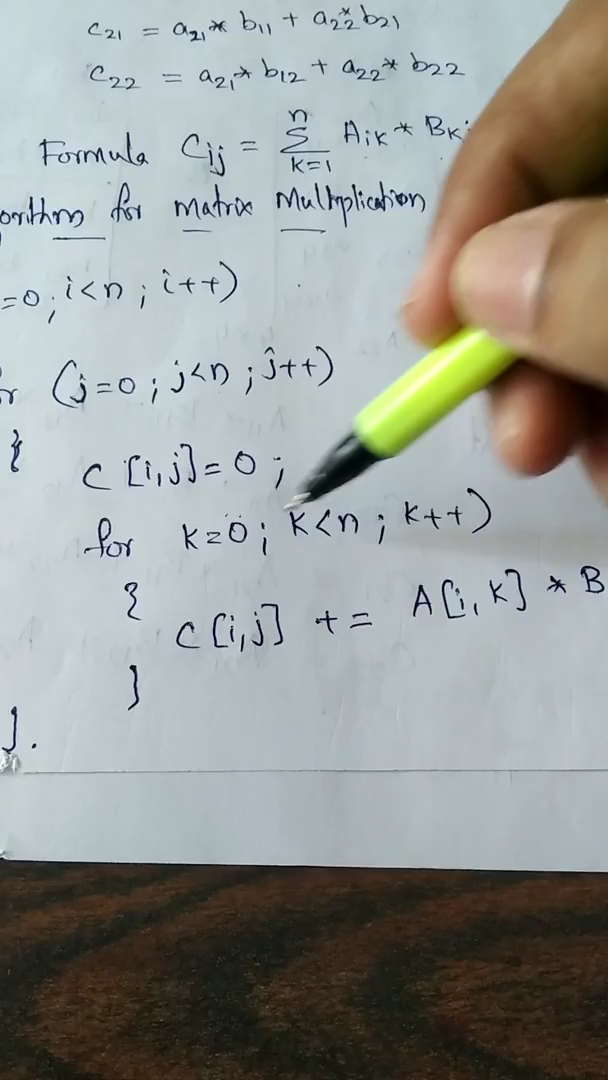 c21 = a21* b11 + a22* b21
C22 = a21* b12 + a22* b22
Formula Cij = n Σ k=1 Aik * Bk
for Matrix Multiplication
=0; i<n ; i++)
(j=0 ; j<n ; j++)
{ C [i,j]=0 ;
for k=0; k<n ; k++)
{
C[i,j] += A[i, k] * B
}
}.